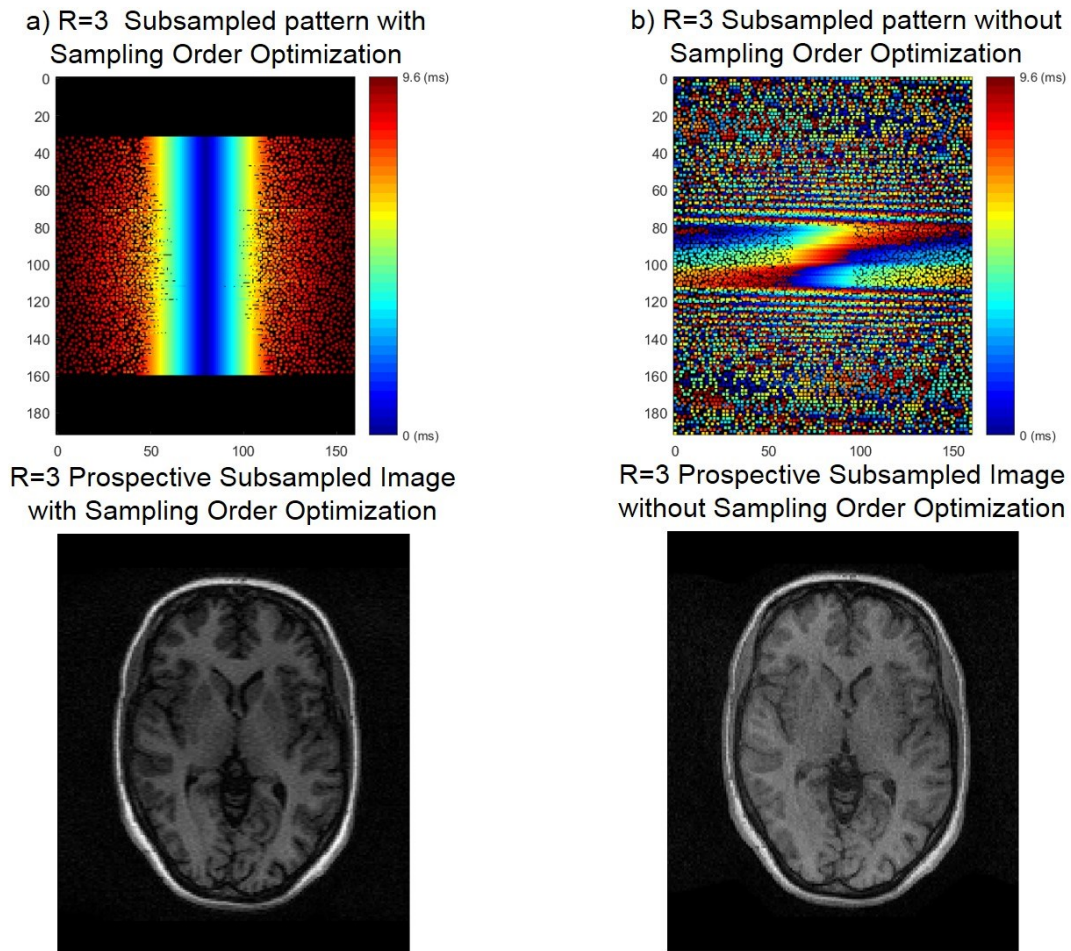 a) R=3 Subsampled pattern with
Sampling Order Optimization
0
20
40
60
80
100
120
140
160
180
0
50
100
150
9.6 (ms)
0 (ms)
b) R=3 Subsampled pattern without
Sampling Order Optimization
0
20
40
60
80
100
120
140
160
180
0
50
100
150
9.6 (ms)
0 (ms)
R=3 Prospective Subsampled Image
with Sampling Order Optimization
R=3 Prospective Subsampled Image
without Sampling Order Optimization